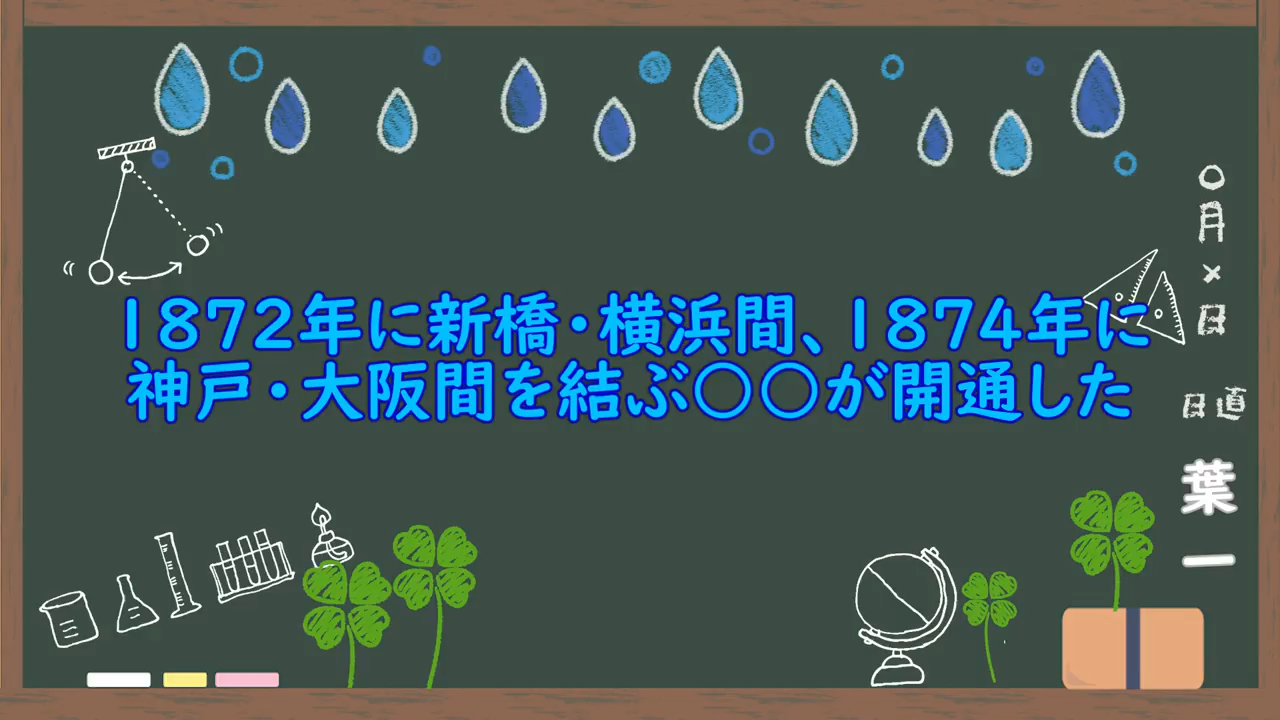 1872年に新橋・横浜間、1874年に
神戸・大阪間を結ぶ〇〇が開通した
〇月×日
日直
葉一